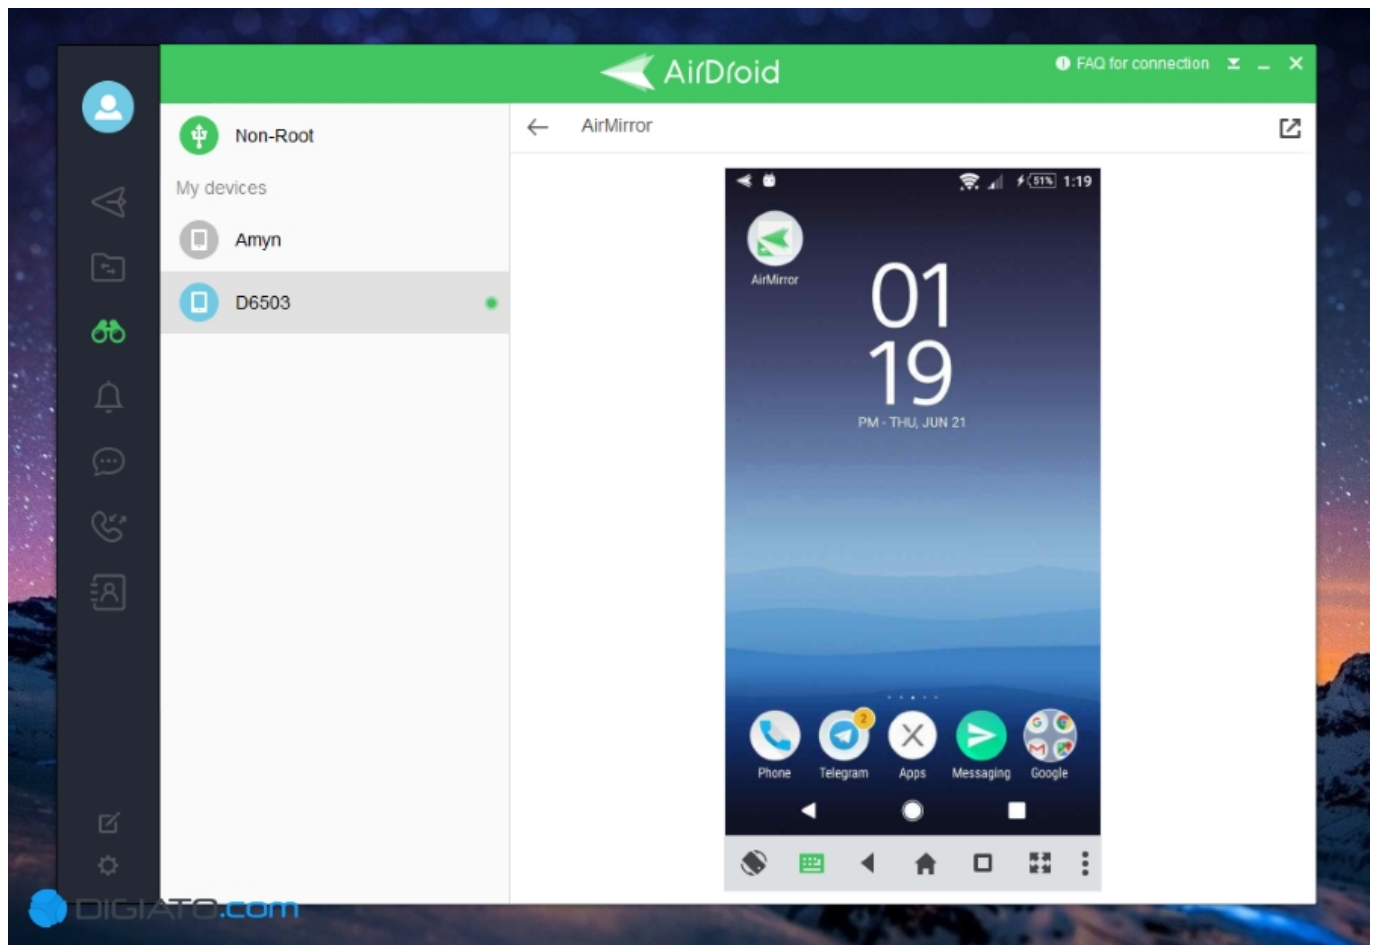 AirDroid
FAQ for connection
Non-Root
My devices
Amyn
D6503
AirMirror
51% 1:19
AirMirror
01
19
PM - THU, JUN 21
2
Phone Telegram Apps Messaging Google
DIGIATO.com